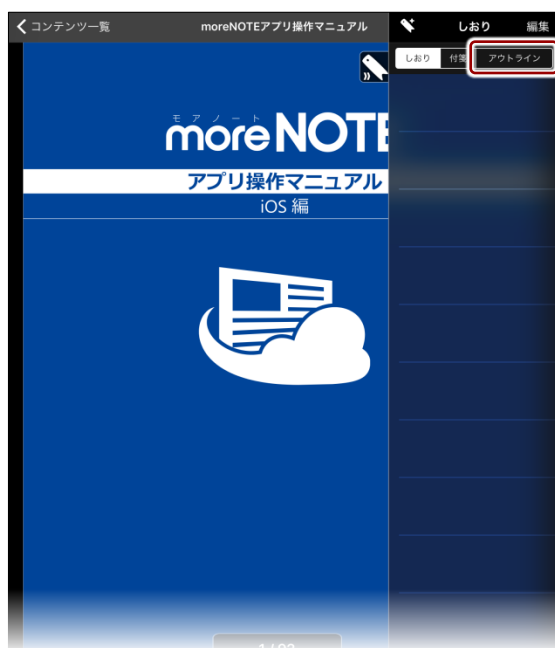 コンテンツ一覧
moreNOTEアプリ操作マニュアル
しおり
編集
しおり
付箋
アウトライン
モアノート
moreNOTE
アプリ操作マニュアル
iOS 編